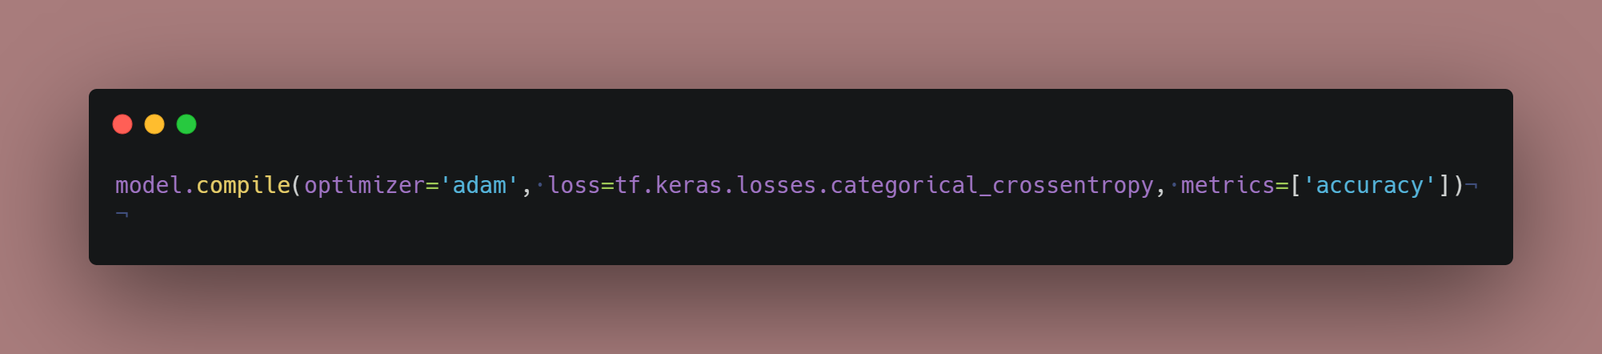 model.compile(optimizer='adam', loss=tf.keras.losses.categorical_crossentropy, metrics=['accuracy'])¬
¬